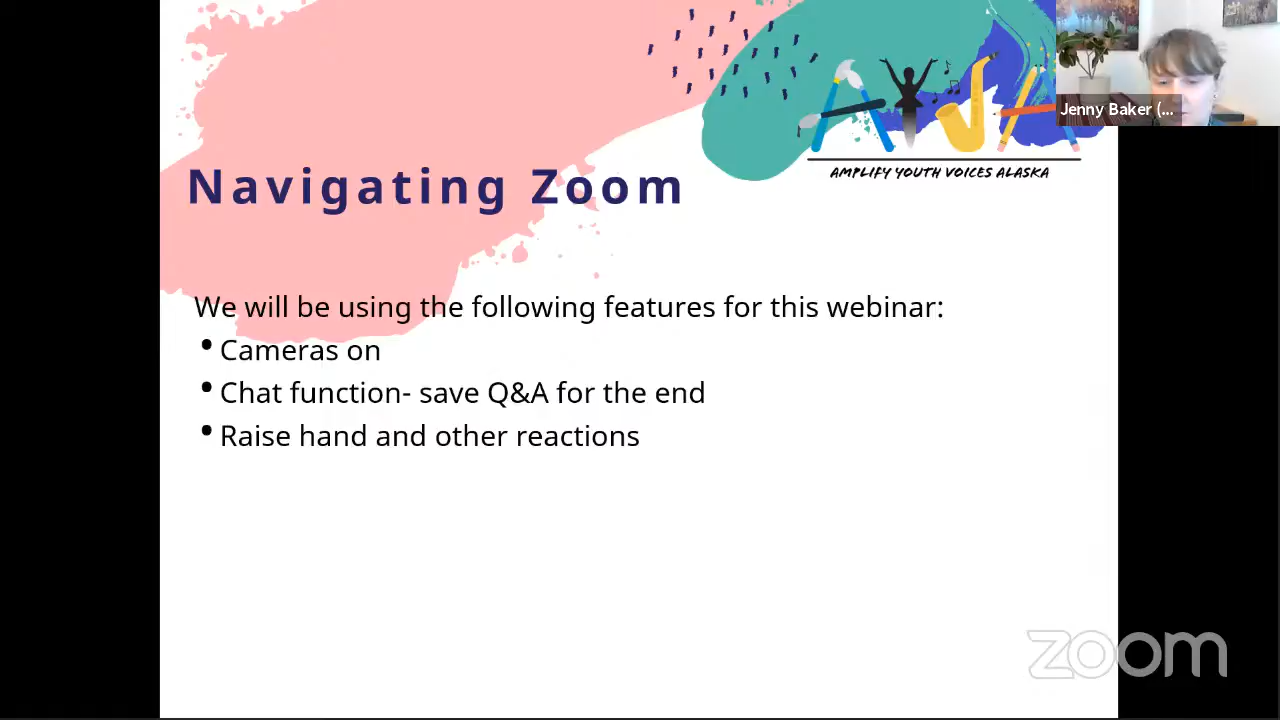 Jenny Baker (...
AMPLIFY YOUTH VOICES ALASKA
Navigating Zoom
We will be using the following features for this webinar:
• Cameras on
• Chat function- save Q&A for the end
• Raise hand and other reactions
zoom